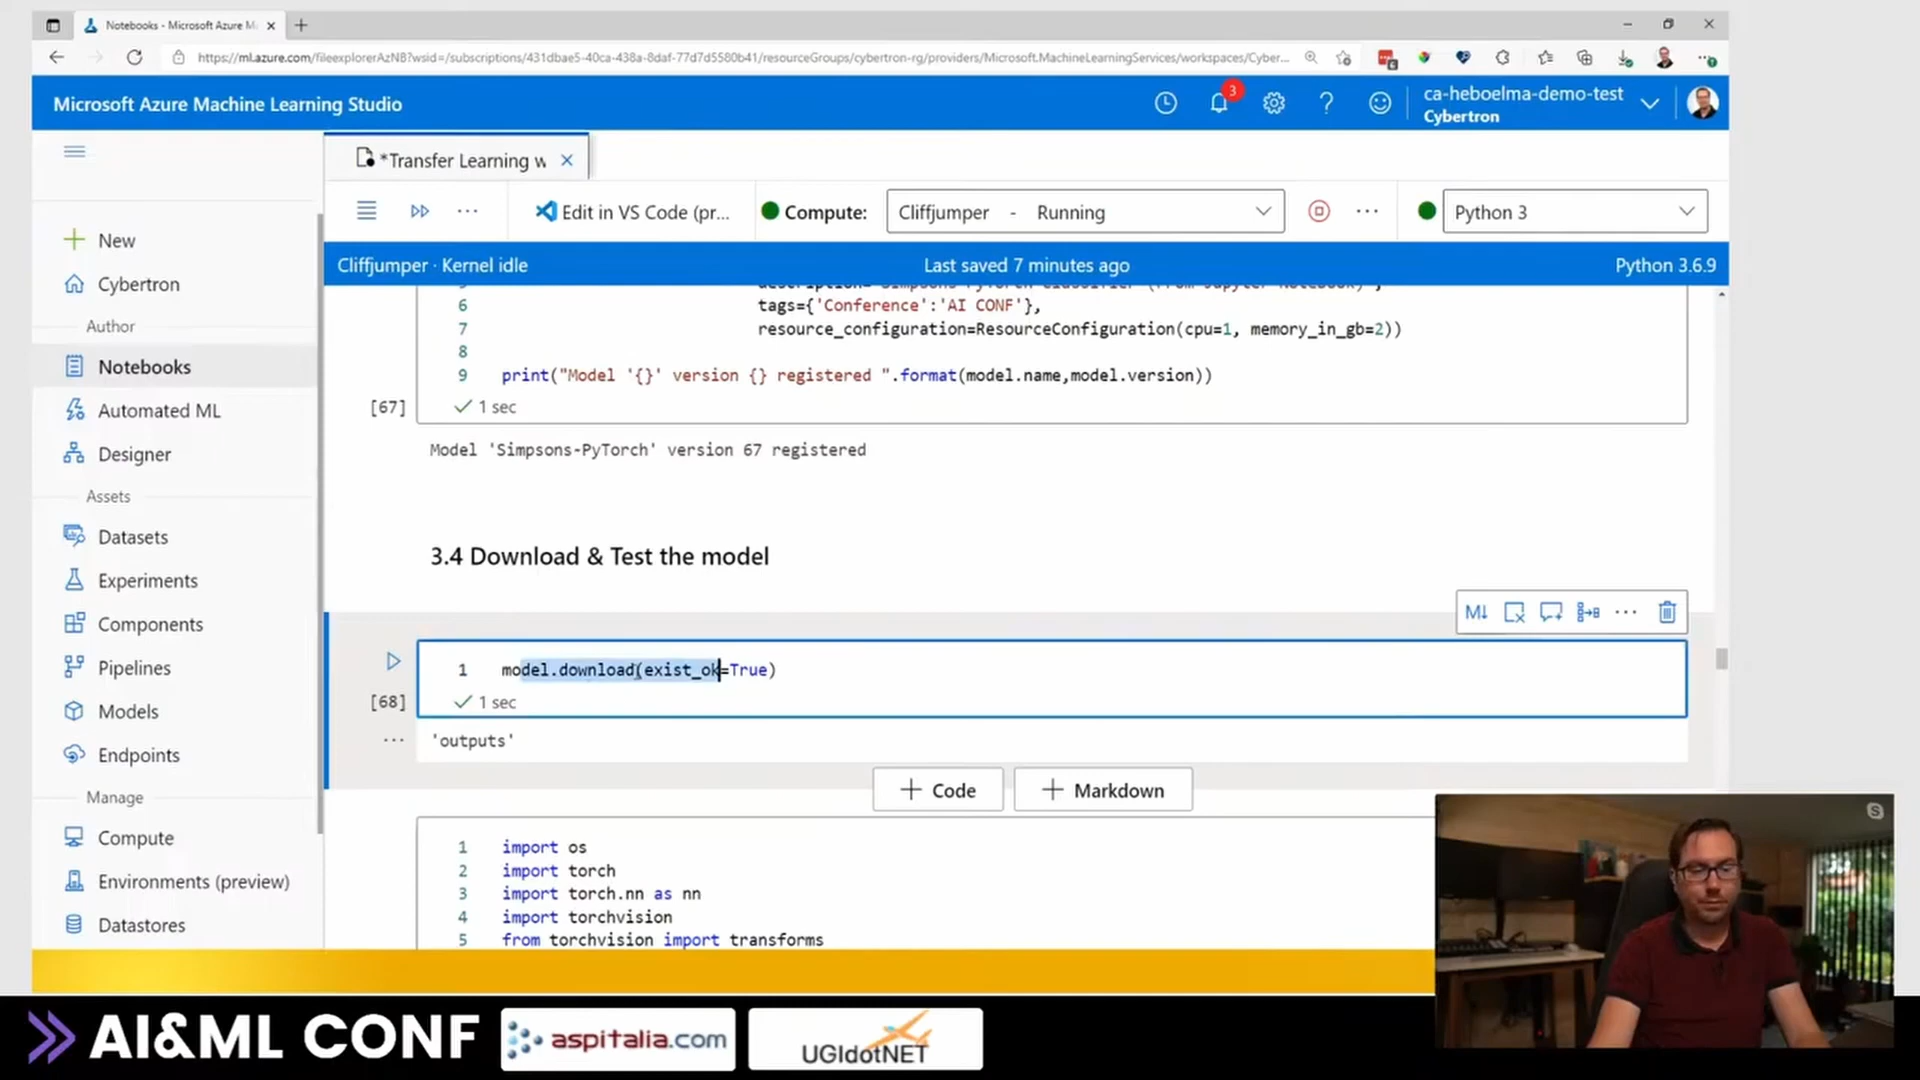 Notebooks - Microsoft Azure M
https://ml.azure.com/fileexplorerAzNB?wsid=/subscriptions/431dbae5-40ca-438a-8daf-77d7d5580b41/resourceGroups/cybertron-rg/providers/Microsoft.MachineLearningServices/workspaces/Cyber...
Microsoft Azure Machine Learning Studio
3
ca-heboelma-demo-test
Cybertron
*Transfer Learning w
Edit in VS Code (pr...
Compute:
Cliffjumper - Running
Python 3
Cliffjumper · Kernel idle
Last saved 7 minutes ago
Python 3.6.9
New
Cybertron
Author
Notebooks
Automated ML
Designer
Assets
Datasets
Experiments
Components
Pipelines
Models
Endpoints
Manage
Compute
Environments (preview)
Datastores
6 tags={'Conference':'AI CONF'},
7 resource_configuration=ResourceConfiguration(cpu=1, memory_in_gb=2))
8
9 print("Model '{}' version {} registered ".format(model.name,model.version))
[67]
1 sec
Model 'Simpsons-PyTorch' version 67 registered
3.4 Download & Test the model
M↓
1 model.download(exist_ok=True)
[68]
1 sec
'outputs'
+ Code
+ Markdown
1 import os
2 import torch
3 import torch.nn as nn
4 import torchvision
5 from torchvision import transforms
AI&ML CONF
aspitalia.com
UGIdotNET